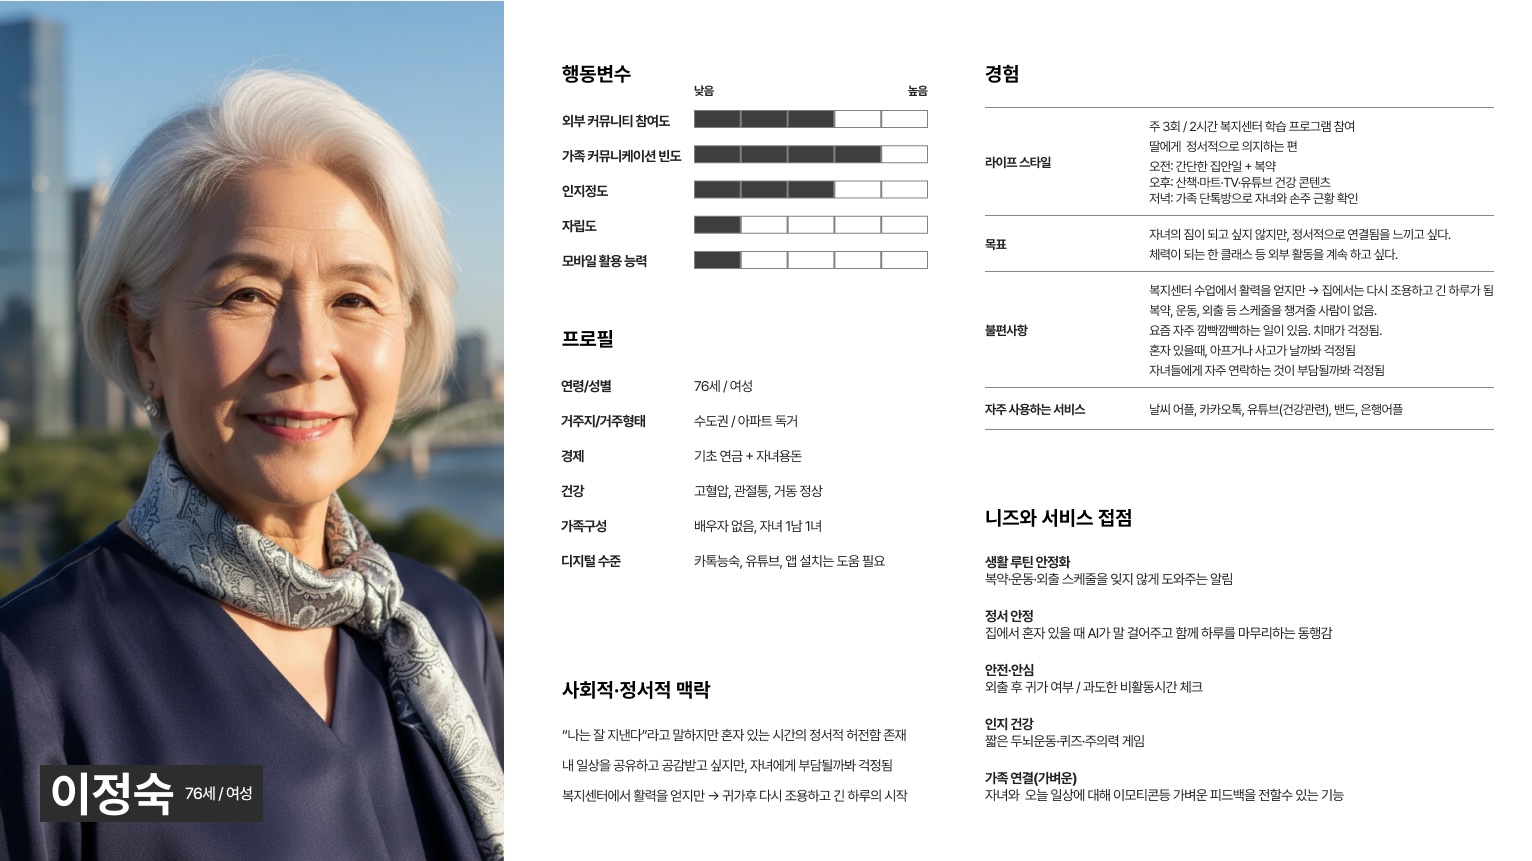 이정숙 76세 / 여성
행동변수
낮음 높음
외부 커뮤니티 참여도
가족 커뮤니케이션 빈도
인지정도
자립도
모바일 활용 능력
프로필
연령/성별 76세 / 여성
거주지/거주형태 수도권 / 아파트 독거
경제 기초 연금 + 자녀용돈
건강 고혈압, 관절통, 거동 정상
가족구성 배우자 없음, 자녀 1남 1녀
디지털 수준 카톡능숙, 유튜브, 앱 설치는 도움 필요
사회적·정서적 맥락
“나는 잘 지낸다”라고 말하지만 혼자 있는 시간의 정서적 허전함 존재
내 일상을 공유하고 공감받고 싶지만, 자녀에게 부담될까봐 걱정됨
복지센터에서 활력을 얻지만 → 귀가후 다시 조용하고 긴 하루의 시작
경험
라이프 스타일
주 3회 / 2시간 복지센터 학습 프로그램 참여
딸에게 정서적으로 의지하는 편
오전: 간단한 집안일 + 복약
오후: 산책·마트·TV·유튜브 건강 콘텐츠
저녁: 가족 단톡방으로 자녀와 손주 근황 확인
목표
자녀의 짐이 되고 싶지 않지만, 정서적으로 연결됨을 느끼고 싶다.
체력이 되는 한 클래스 등 외부 활동을 계속 하고 싶다.
불편사항
복지센터 수업에서 활력을 얻지만 → 집에서는 다시 조용하고 긴 하루가 됨
복약, 운동, 외출 등 스케줄을 챙겨줄 사람이 없음.
요즘 자주 깜빡깜빡하는 일이 있음. 치매가 걱정됨.
혼자 있을때, 아프거나 사고가 날까봐 걱정됨
자녀들에게 자주 연락하는 것이 부담될까봐 걱정됨
자주 사용하는 서비스 날씨 어플, 카카오톡, 유튜브(건강관련), 밴드, 은행어플
니즈와 서비스 접점
생활 루틴 안정화
복약·운동·외출 스케줄을 잊지 않게 도와주는 알림
정서 안정
집에서 혼자 있을 때 AI가 말 걸어주고 함께 하루를 마무리하는 동행감
안전·안심
외출 후 귀가 여부 / 과도한 비활동시간 체크
인지 건강
짧은 두뇌운동·퀴즈·주의력 게임
가족 연결(가벼운)
자녀와 오늘 일상에 대해 이모티콘등 가벼운 피드백을 전할수 있는 기능